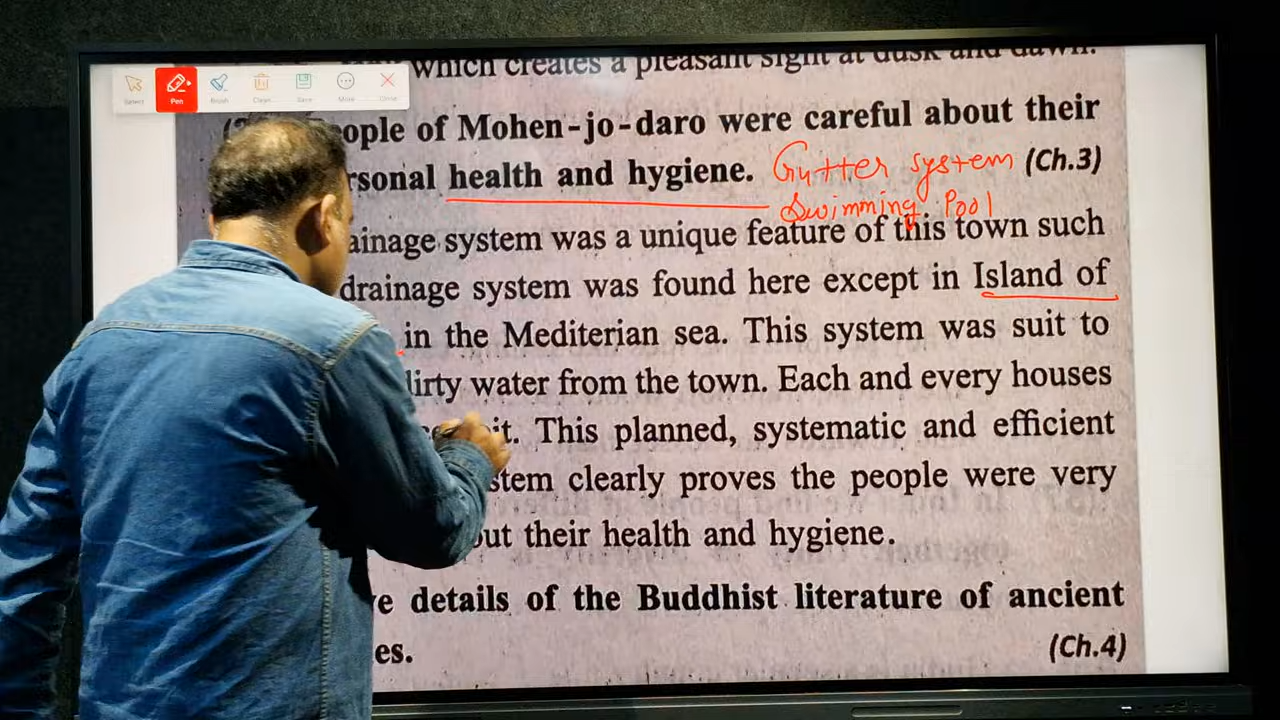 which creates a pleasant sight at dusk and dawn.
Select Pen Brush Clean Save More Close
ople of Mohen-jo-daro were careful about their
rsonal health and hygiene. Gutter system (Ch.3)
Swimming Pool
ainage system was a unique feature of this town such
drainage system was found here except in Island of
in the Mediterian sea. This system was suit to
dirty water from the town. Each and every houses
it. This planned, systematic and efficient
stem clearly proves the people were very
out their health and hygiene.
e details of the Buddhist literature of ancient
es. (Ch.4)